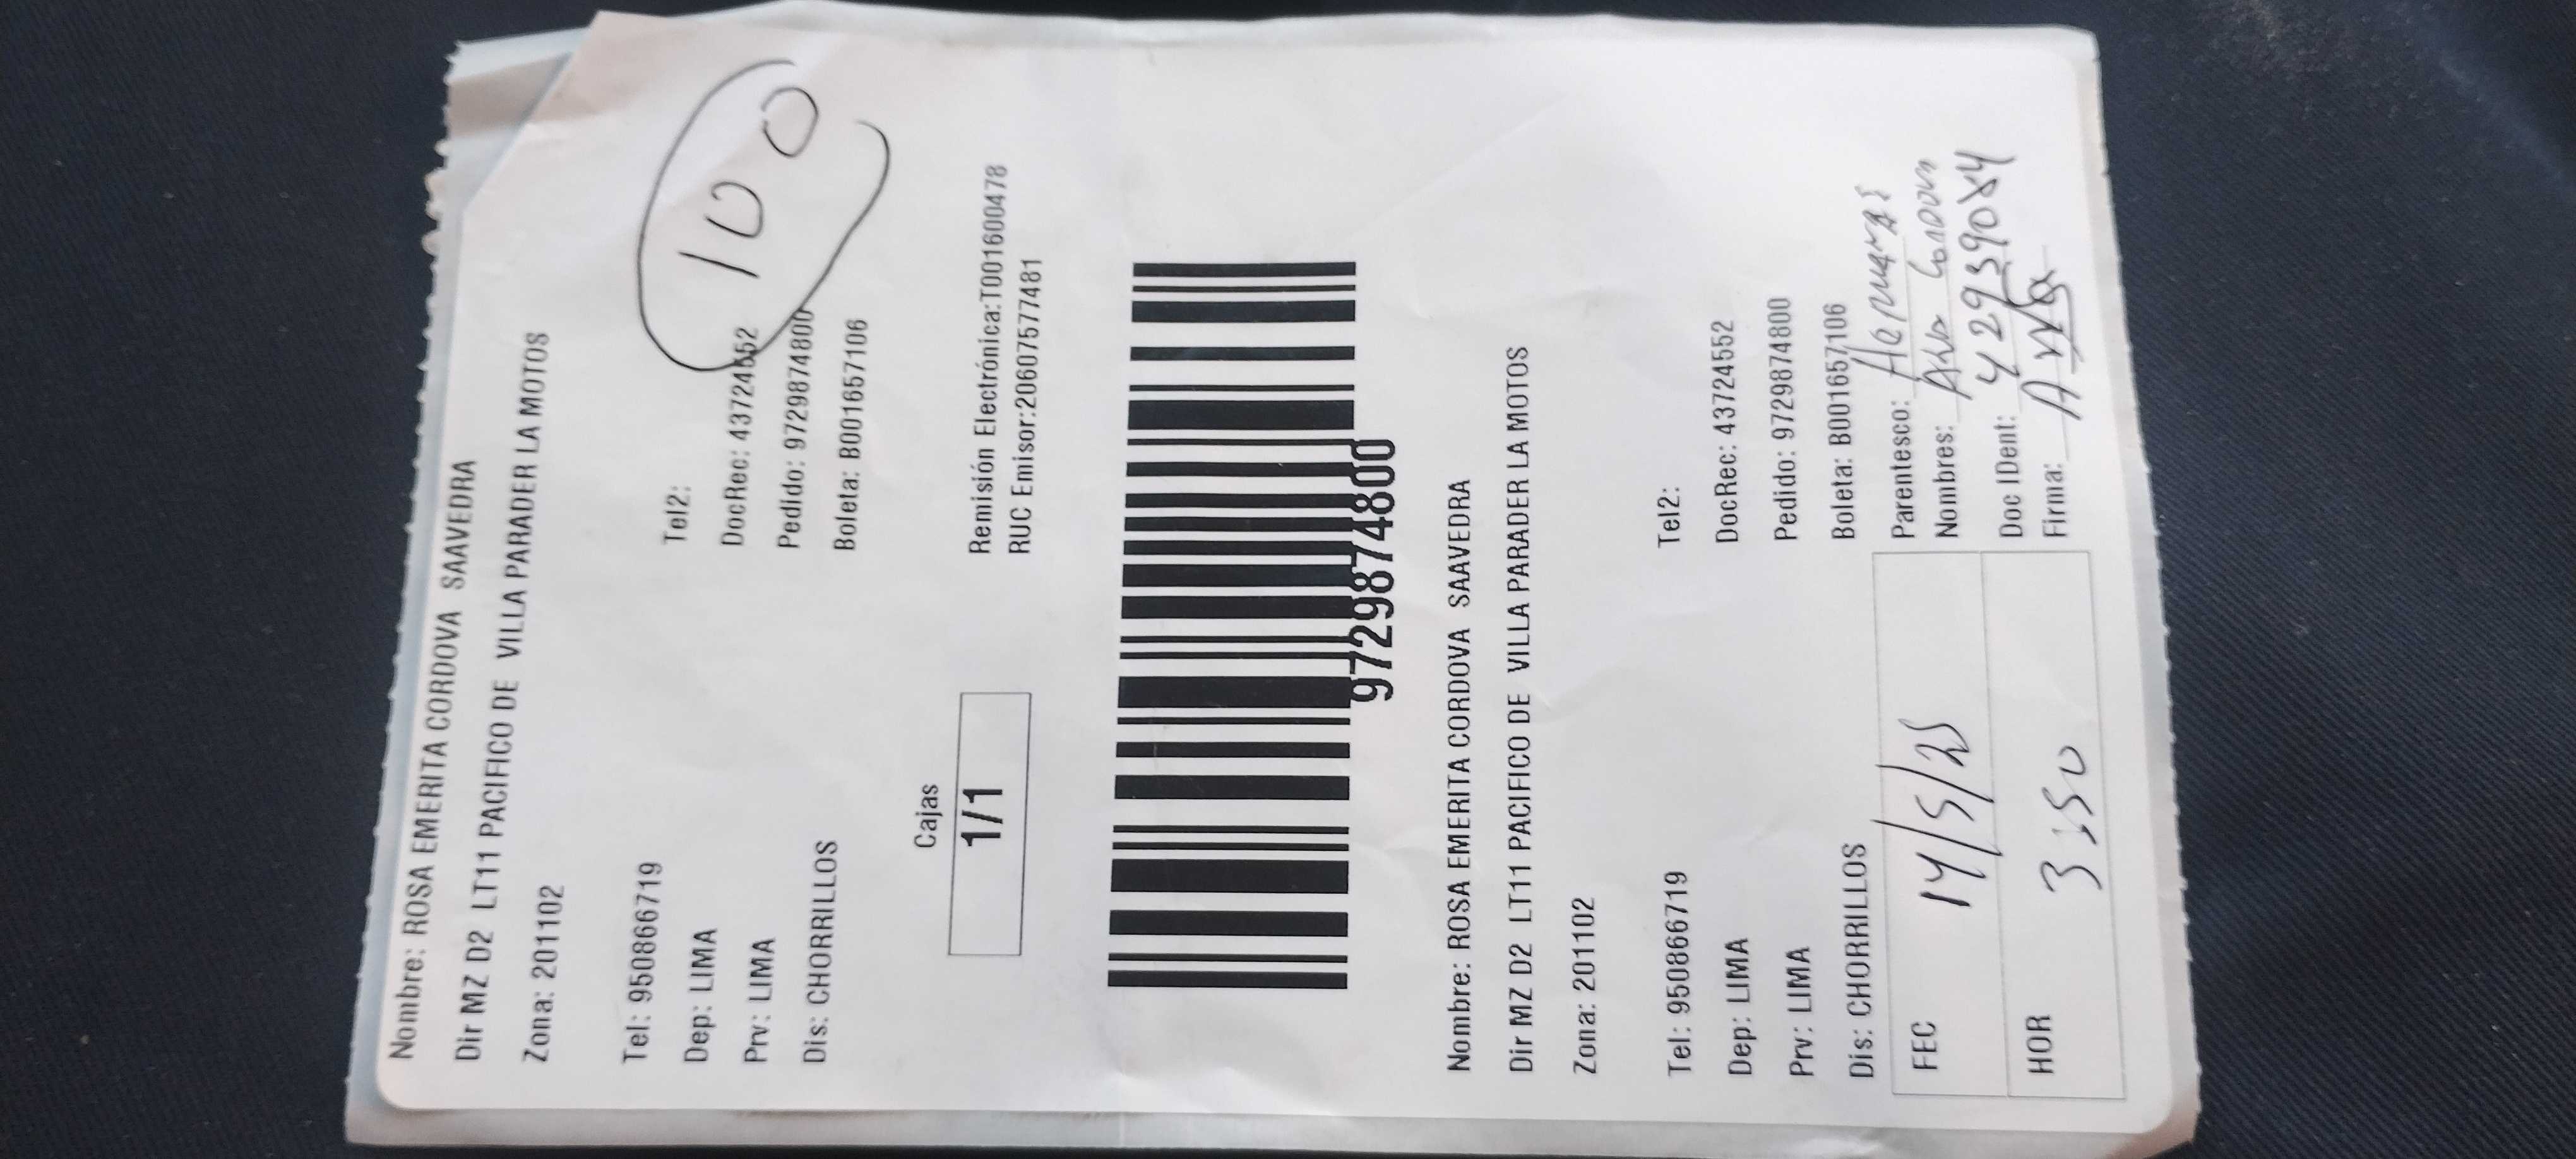 Nombre: ROSA EMERITA CORDOVA SAAVEDRA
Dir MZ D2 LT11 PACIFICO DE VILLA PARADER LA MOTOS
Zona: 201102
100
Tel: 950866719 Tel2:
Dep: LIMA DocRec: 43724552
Prv: LIMA Pedido: 9729874800
Dis: CHORRILLOS Boleta: B001657106
Cajas
1/1
Remisión Electrónica:T001600478
RUC Emisor:20607577481
9729874800
Nombre: ROSA EMERITA CORDOVA SAAVEDRA
Dir MZ D2 LT11 PACIFICO DE VILLA PARADER LA MOTOS
Zona: 201102
Tel: 950866719 Tel2:
Dep: LIMA DocRec: 43724552
Prv: LIMA Pedido: 9729874800
Dis: CHORRILLOS Boleta: B001657106
FEC 14/5/25
HOR 3:50
Parentesco:
Nombres:
Doc IDent:
Firma: